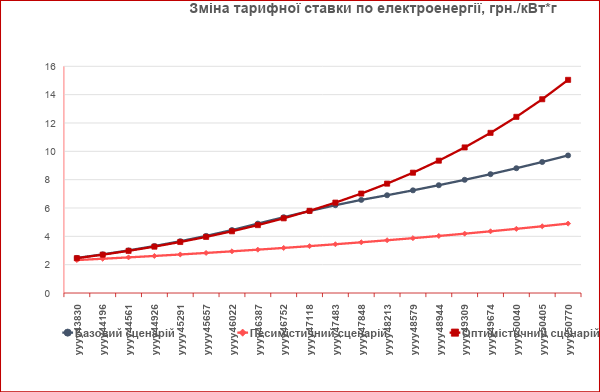 Зміна тарифної ставки по електроенергії, грн./кВт*г
16
14
12
10
8
6
4
2
0
yyyy43830
yyyy44196
yyyy44561
yyyy44926
yyyy45291
yyyy45657
yyyy46022
yyyy46387
yyyy46752
yyyy47118
yyyy47483
yyyy47848
yyyy48213
yyyy48579
yyyy48944
yyyy49309
yyyy49674
yyyy50040
yyyy50405
yyyy50770
Базовий сценарій
Песимістичний сценарій
Оптимістичний сценарій